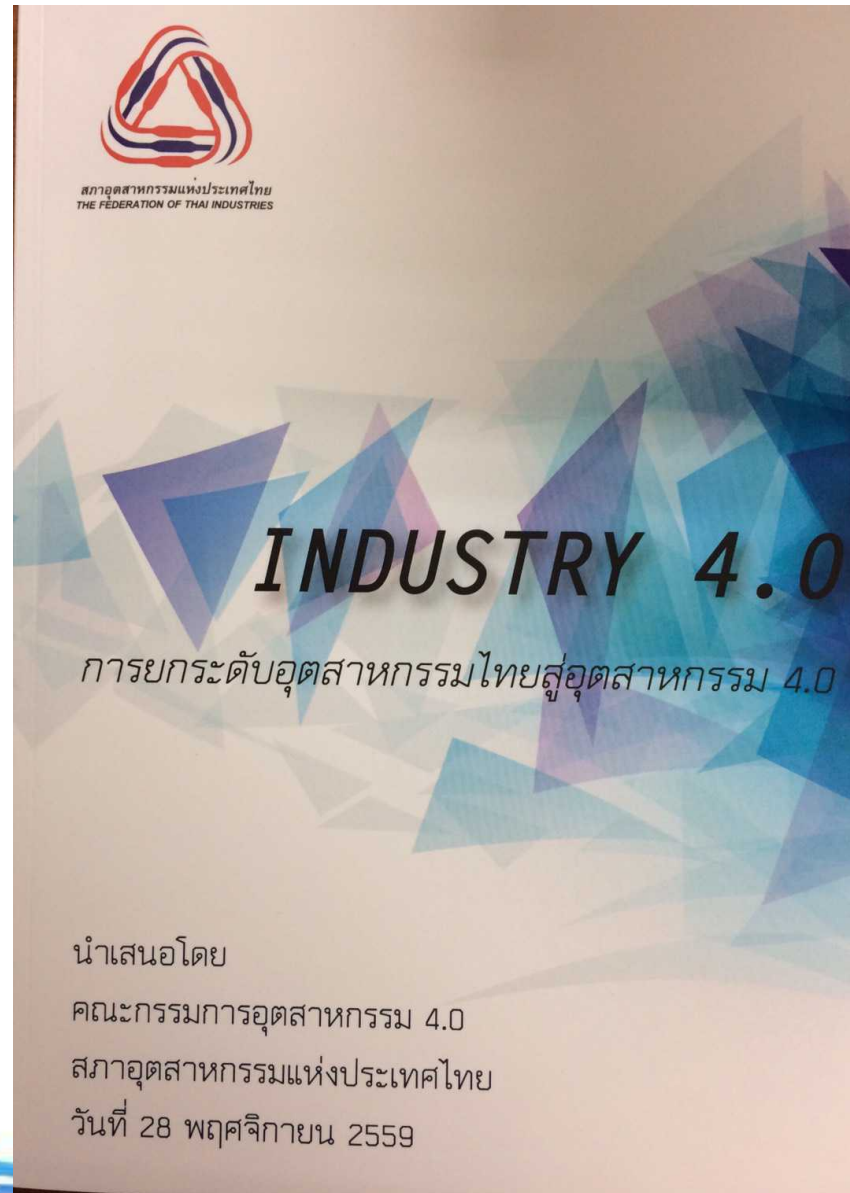 สภาอุตสาหกรรมแห่งประเทศไทย
THE FEDERATION OF THAI INDUSTRIES
INDUSTRY 4.0
การยกระดับอุตสาหกรรมไทยสู่อุตสาหกรรม 4.0
นำเสนอโดย
คณะกรรมการอุตสาหกรรม 4.0
สภาอุตสาหกรรมแห่งประเทศไทย
วันที่ 28 พฤศจิกายน 2559